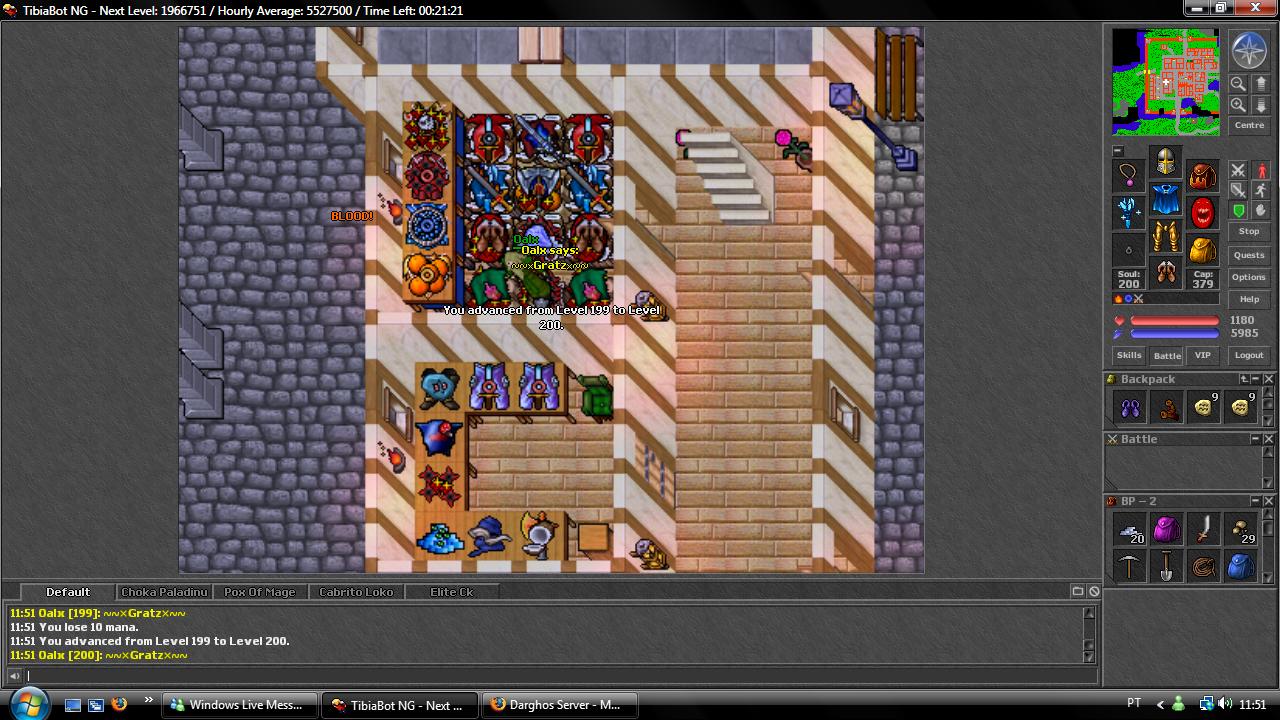 TibiaBot NG - Next Level: 1966751 / Hourly Average: 5527500 / Time Left: 00:21:21
Centre
BLOOD!
Oalx
Oalx says:
~~xGratzx~~
You advanced from Level 199 to Level
200.
Stop
Quests
Options
Help
Soul:
200
Cap:
379
1180
5985
Skills
Battle
VIP
Logout
Backpack
9
9
Battle
BP - 2
20
29
Default
Choka Paladinu
Pox Of Mage
Cabrito Loko
Elite Ck
11:51 Oalx [199]: ~~xGratzx~~
11:51 You lose 10 mana.
11:51 You advanced from Level 199 to Level 200.
11:51 Oalx [200]: ~~xGratzx~~
Windows Live Mess...
TibiaBot NG - Next ...
Darghos Server - M...
PT
11:51